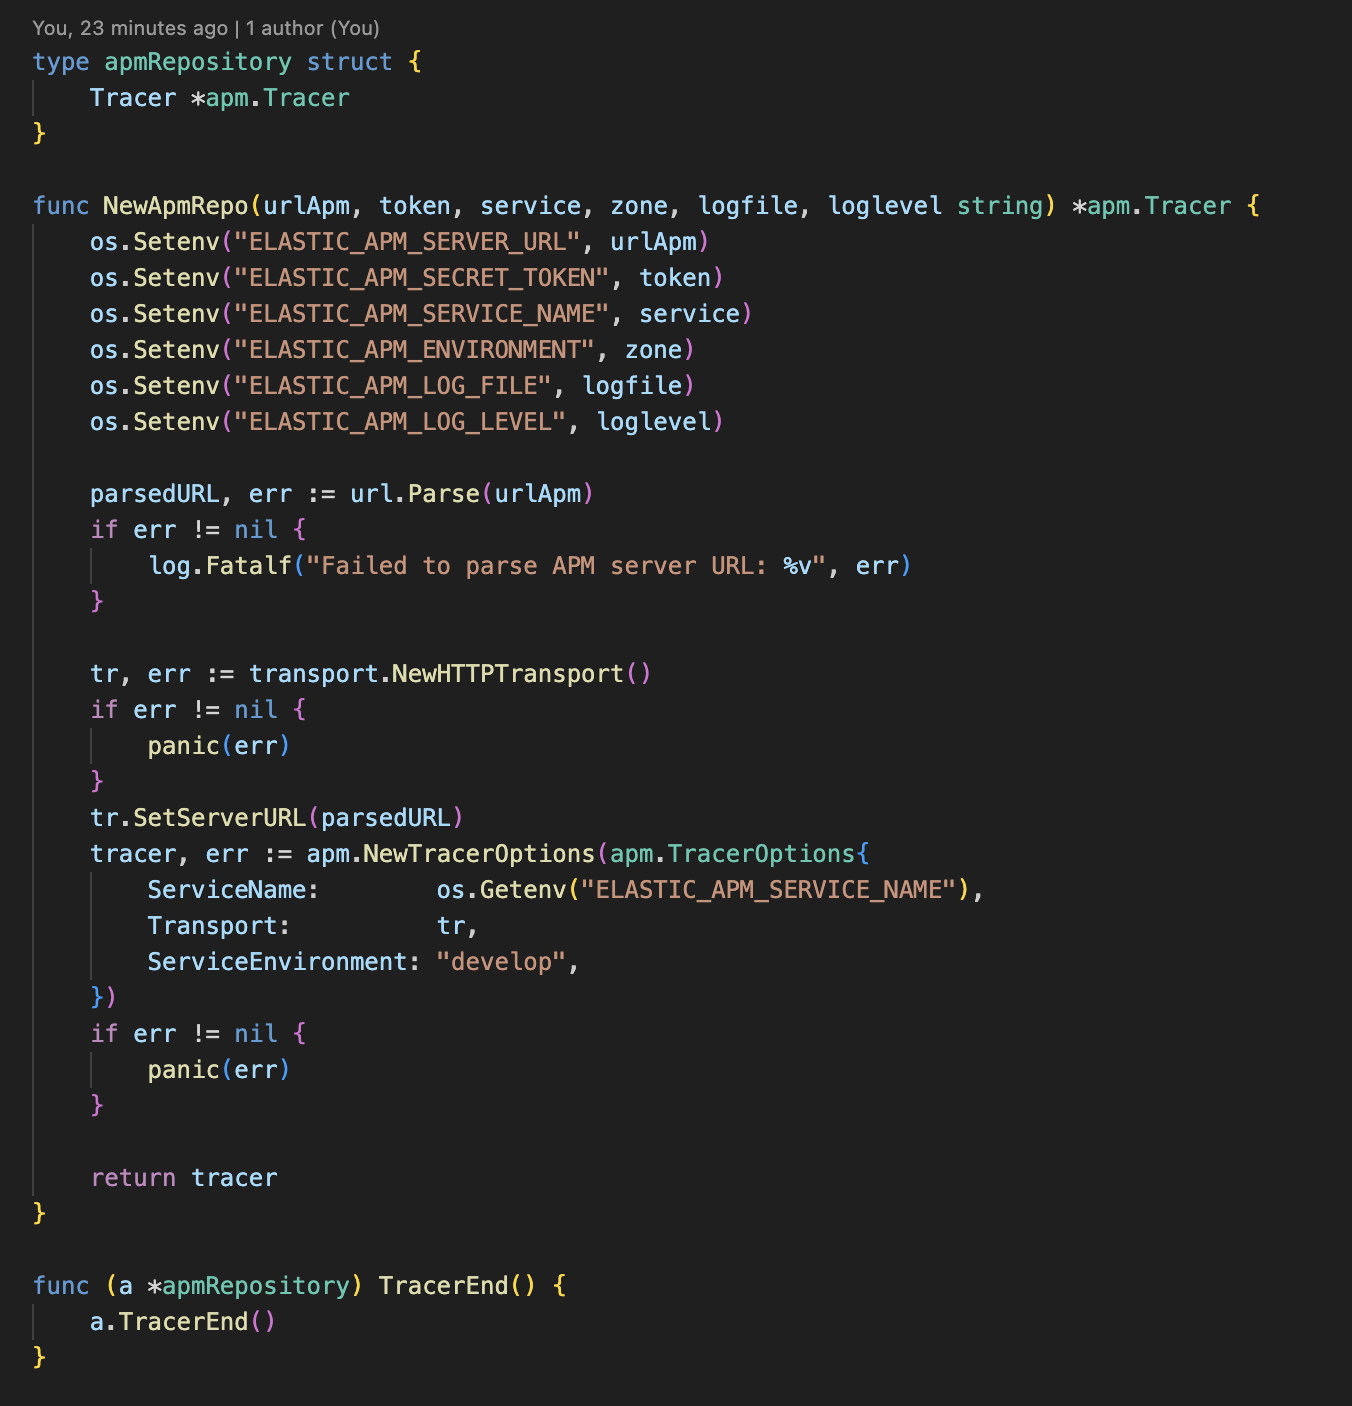 You, 23 minutes ago | 1 author (You)
type apmRepository struct {
    Tracer *apm.Tracer
}

func NewApmRepo(urlApm, token, service, zone, logfile, loglevel string) *apm.Tracer {
    os.Setenv("ELASTIC_APM_SERVER_URL", urlApm)
    os.Setenv("ELASTIC_APM_SECRET_TOKEN", token)
    os.Setenv("ELASTIC_APM_SERVICE_NAME", service)
    os.Setenv("ELASTIC_APM_ENVIRONMENT", zone)
    os.Setenv("ELASTIC_APM_LOG_FILE", logfile)
    os.Setenv("ELASTIC_APM_LOG_LEVEL", loglevel)

    parsedURL, err := url.Parse(urlApm)
    if err != nil {
        log.Fatalf("Failed to parse APM server URL: %v", err)
    }

    tr, err := transport.NewHTTPTransport()
    if err != nil {
        panic(err)
    }
    tr.SetServerURL(parsedURL)
    tracer, err := apm.NewTracerOptions(apm.TracerOptions{
        ServiceName:        os.Getenv("ELASTIC_APM_SERVICE_NAME"),
        Transport:          tr,
        ServiceEnvironment: "develop",
    })
    if err != nil {
        panic(err)
    }

    return tracer
}

func (a *apmRepository) TracerEnd() {
    a.TracerEnd()
}